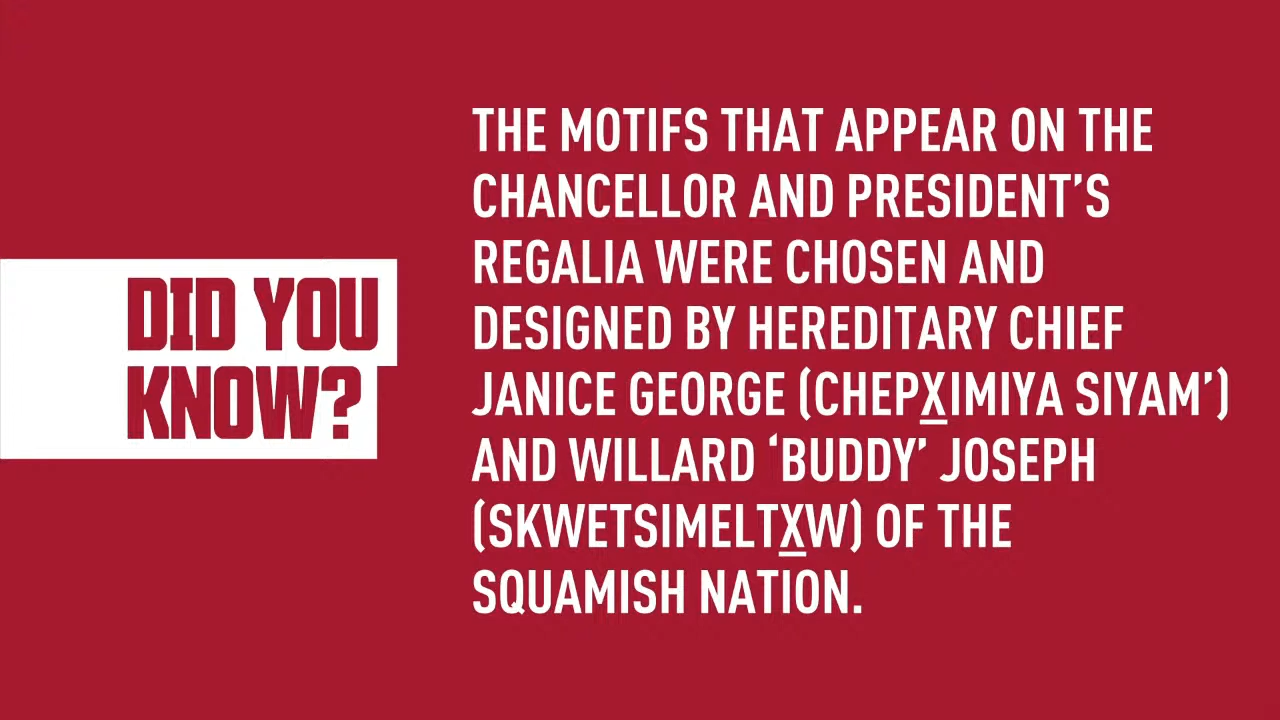 DID YOU
KNOW?
THE MOTIFS THAT APPEAR ON THE
CHANCELLOR AND PRESIDENT’S
REGALIA WERE CHOSEN AND
DESIGNED BY HEREDITARY CHIEF
JANICE GEORGE (CHEPX̲IMIYA SIYAM’)
AND WILLARD ‘BUDDY’ JOSEPH
(SKWETSIMELTX̲W) OF THE
SQUAMISH NATION.